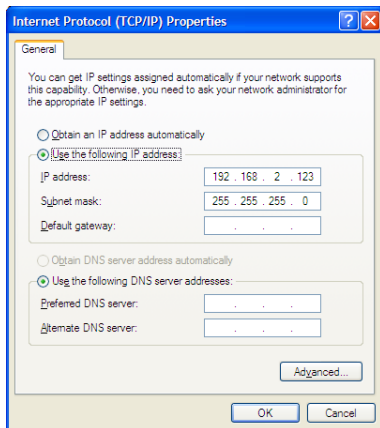 Internet Protocol (TCP/IP) Properties
General
You can get IP settings assigned automatically if your network supports
this capability. Otherwise, you need to ask your network administrator for
the appropriate IP settings.
Obtain an IP address automatically
Use the following IP address:
IP address: 192 . 168 . 2 . 123
Subnet mask: 255 . 255 . 255 . 0
Default gateway: . . .
Obtain DNS server address automatically
Use the following DNS server addresses:
Preferred DNS server: . . .
Alternate DNS server: . . .
Advanced...
OK Cancel